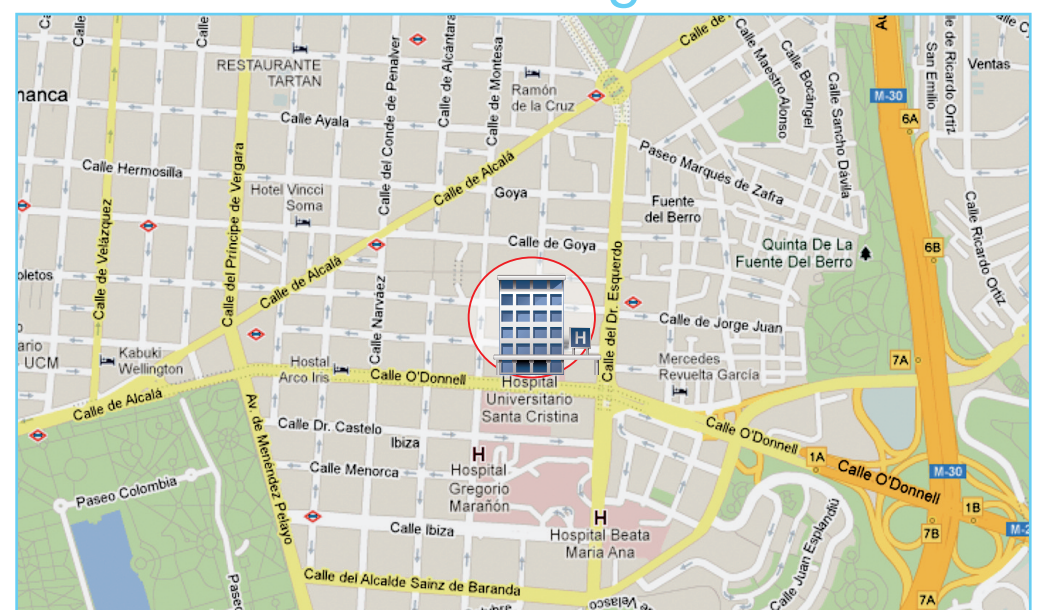 Calle
Calle
Calle de
RESTAURANTE
TARTAN
Calle del Conde de Penalver
Calle de Alcántara
Calle de Montesa
Ramón
de la Cruz
Calle Maestro Alonso
Calle Bocángel
Calle Sancho Dávila
M-30
San Emilio
de Ricardo Ortiz
Ventas
6A
Calle Ayala
Calle Hermosilla
Calle de Alcalá
Paseo Marqués de Zafra
Hotel Vincci
Soma
Goya
Fuente
del Berro
Calle de Velázquez
Calle del Príncipe de Vergara
Calle de Goya
Quinta De La
Fuente Del Berro
6B
Calle Ricardo Ortiz
Calle de Alcalá
Calle Narváez
Calle del Dr. Esquerdo
Calle de Jorge Juan
H
UCM
Kabuki
Wellington
Hostal
Arco Iris
Calle O'Donnell
Mercedes
Revuelta García
7A
Hospital
Universitario
Santa Cristina
Calle de Alcalá
Av. de Menéndez Pelayo
Calle Dr. Castelo
Ibiza
Calle O'Donnell
1A
Calle O'Donnell
M-30
H
Hospital
Gregorio
Marañón
Calle Menorca
Paseo Colombia
1B
Calle Ibiza
H
Hospital Beata
Maria Ana
Calle Juan Esplandiú
7B
Calle del Alcalde Sainz de Baranda
7A